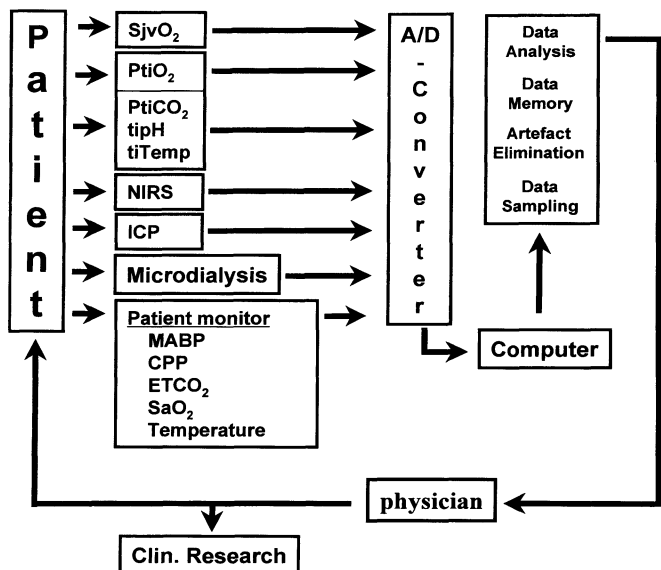 Patient
SjvO₂
PtiO₂
PtiCO₂
tipH
tiTemp
NIRS
ICP
Microdialysis
Patient monitor
MABP
CPP
ETCO₂
SaO₂
Temperature
A/D
-
Converter
Data
Analysis
Data
Memory
Artefact
Elimination
Data
Sampling
Computer
physician
Clin. Research